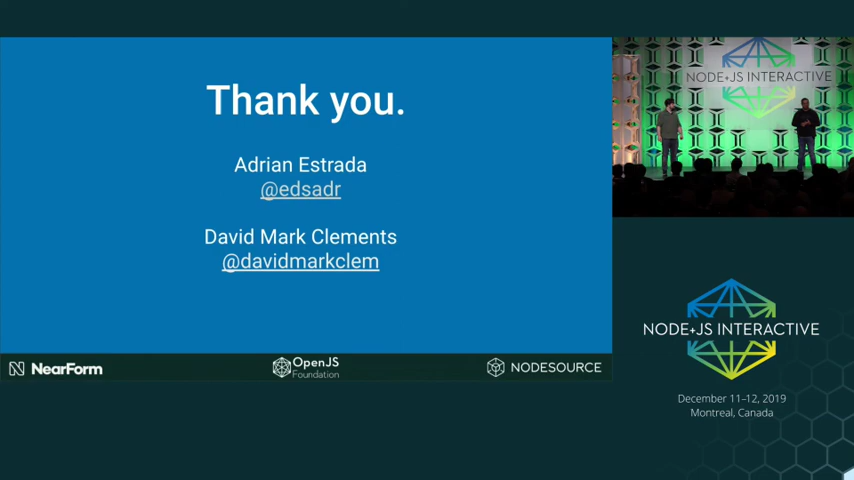 Thank you.
Adrian Estrada
@edsadr
David Mark Clements
@davidmarkclem
NearForm
OpenJS
Foundation
NODESOURCE
NODE+JS INTERACTIVE
NODE+JS INTERACTIVE
December 11–12, 2019
Montreal, Canada